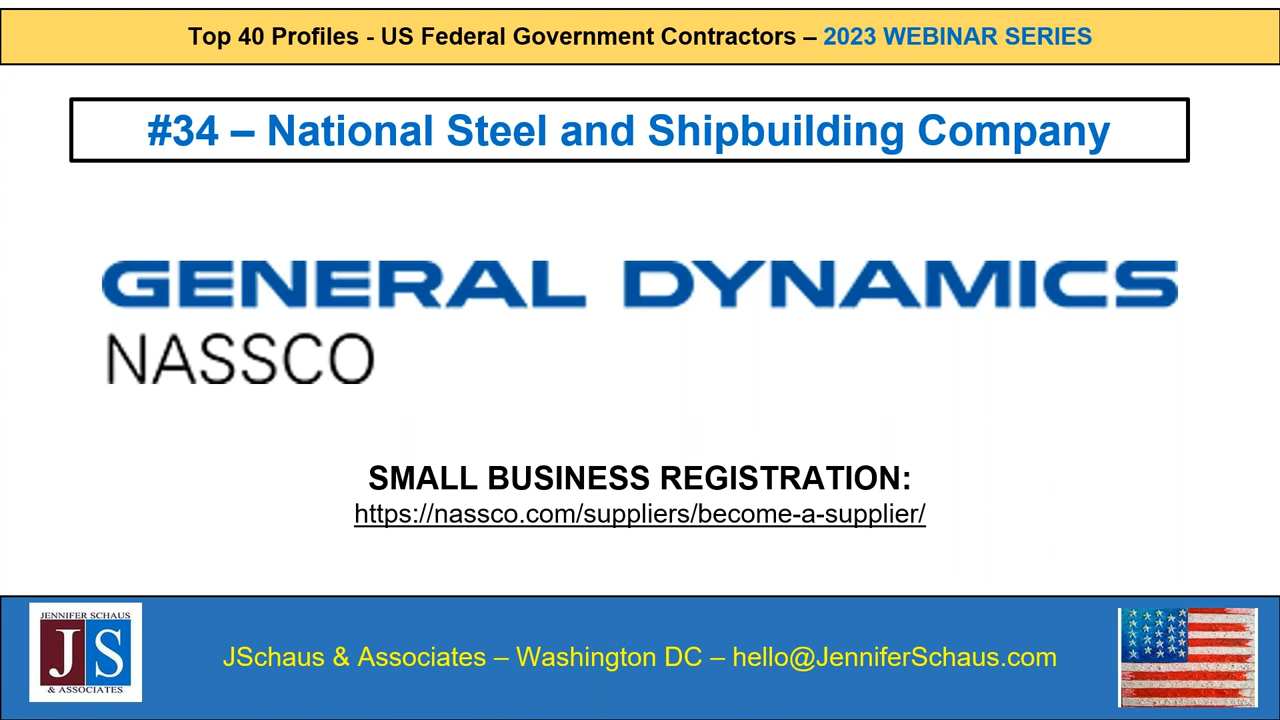 Top 40 Profiles - US Federal Government Contractors – 2023 WEBINAR SERIES
#34 – National Steel and Shipbuilding Company
GENERAL DYNAMICS
NASSCO
SMALL BUSINESS REGISTRATION:
https://nassco.com/suppliers/become-a-supplier/
JENNIFER SCHAUS
JS
& ASSOCIATES
JSchaus & Associates – Washington DC – hello@JenniferSchaus.com